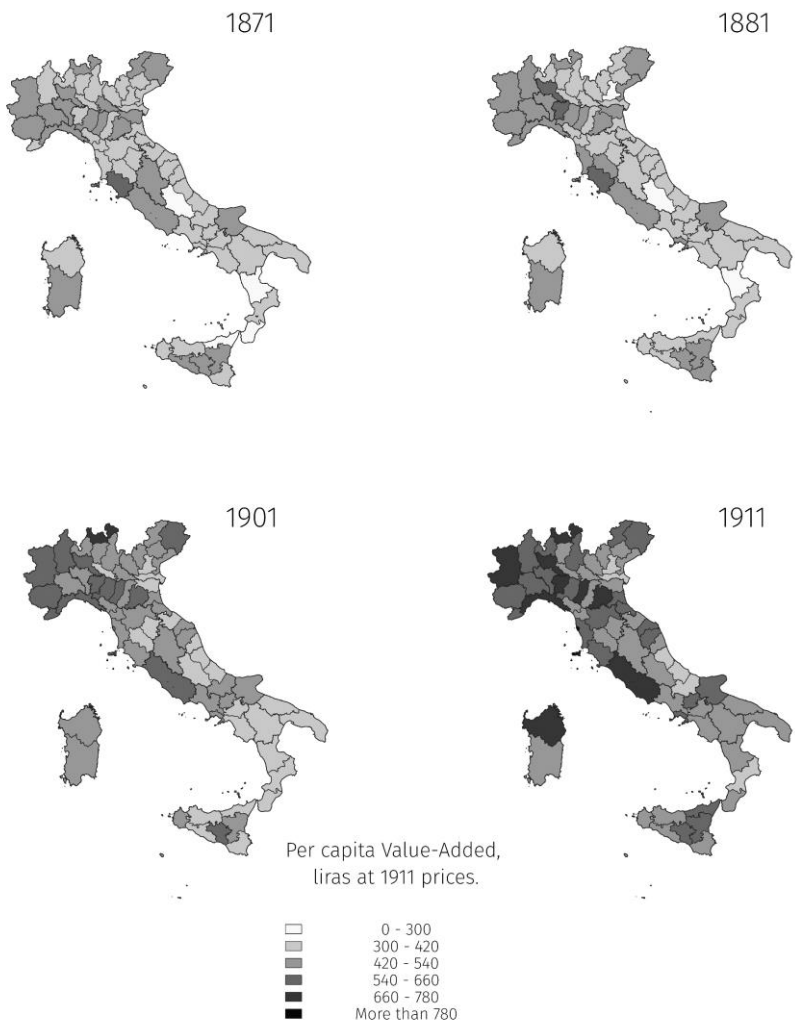 1871
1881
1901
1911
Per capita Value-Added,
liras at 1911 prices.
0 - 300
300 - 420
420 - 540
540 - 660
660 - 780
More than 780